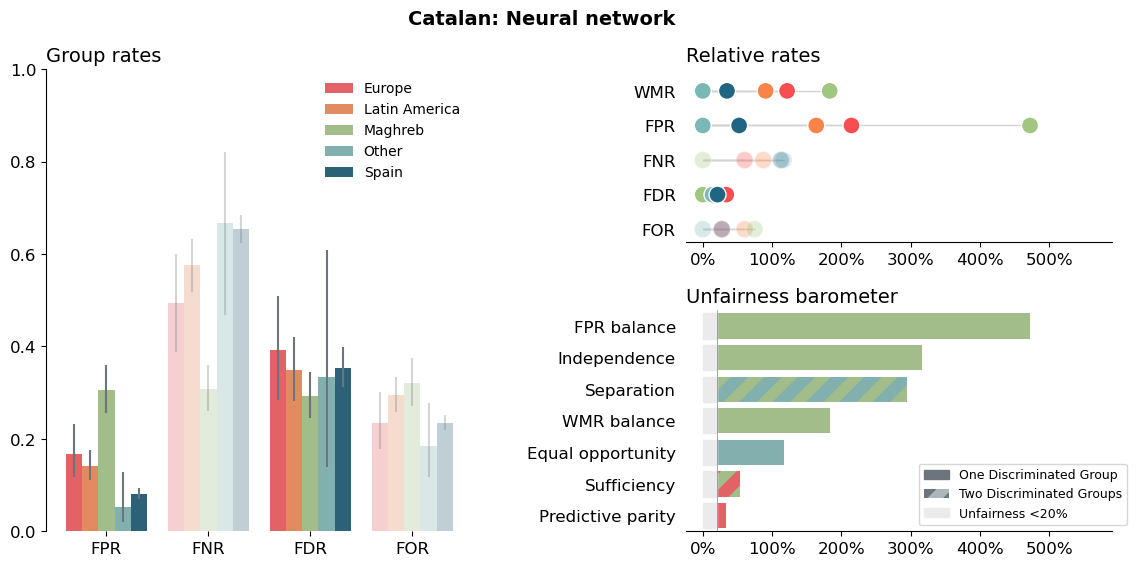 Catalan: Neural network
Group rates
1.0
0.8
0.6
0.4
0.2
0.0
FPR
FNR
FDR
FOR
Europe
Latin America
Maghreb
Other
Spain
Relative rates
WMR
FPR
FNR
FDR
FOR
0%
100%
200%
300%
400%
500%
Unfairness barometer
FPR balance
Independence
Separation
WMR balance
Equal opportunity
Sufficiency
Predictive parity
One Discriminated Group
Two Discriminated Groups
Unfairness <20%
0%
100%
200%
300%
400%
500%